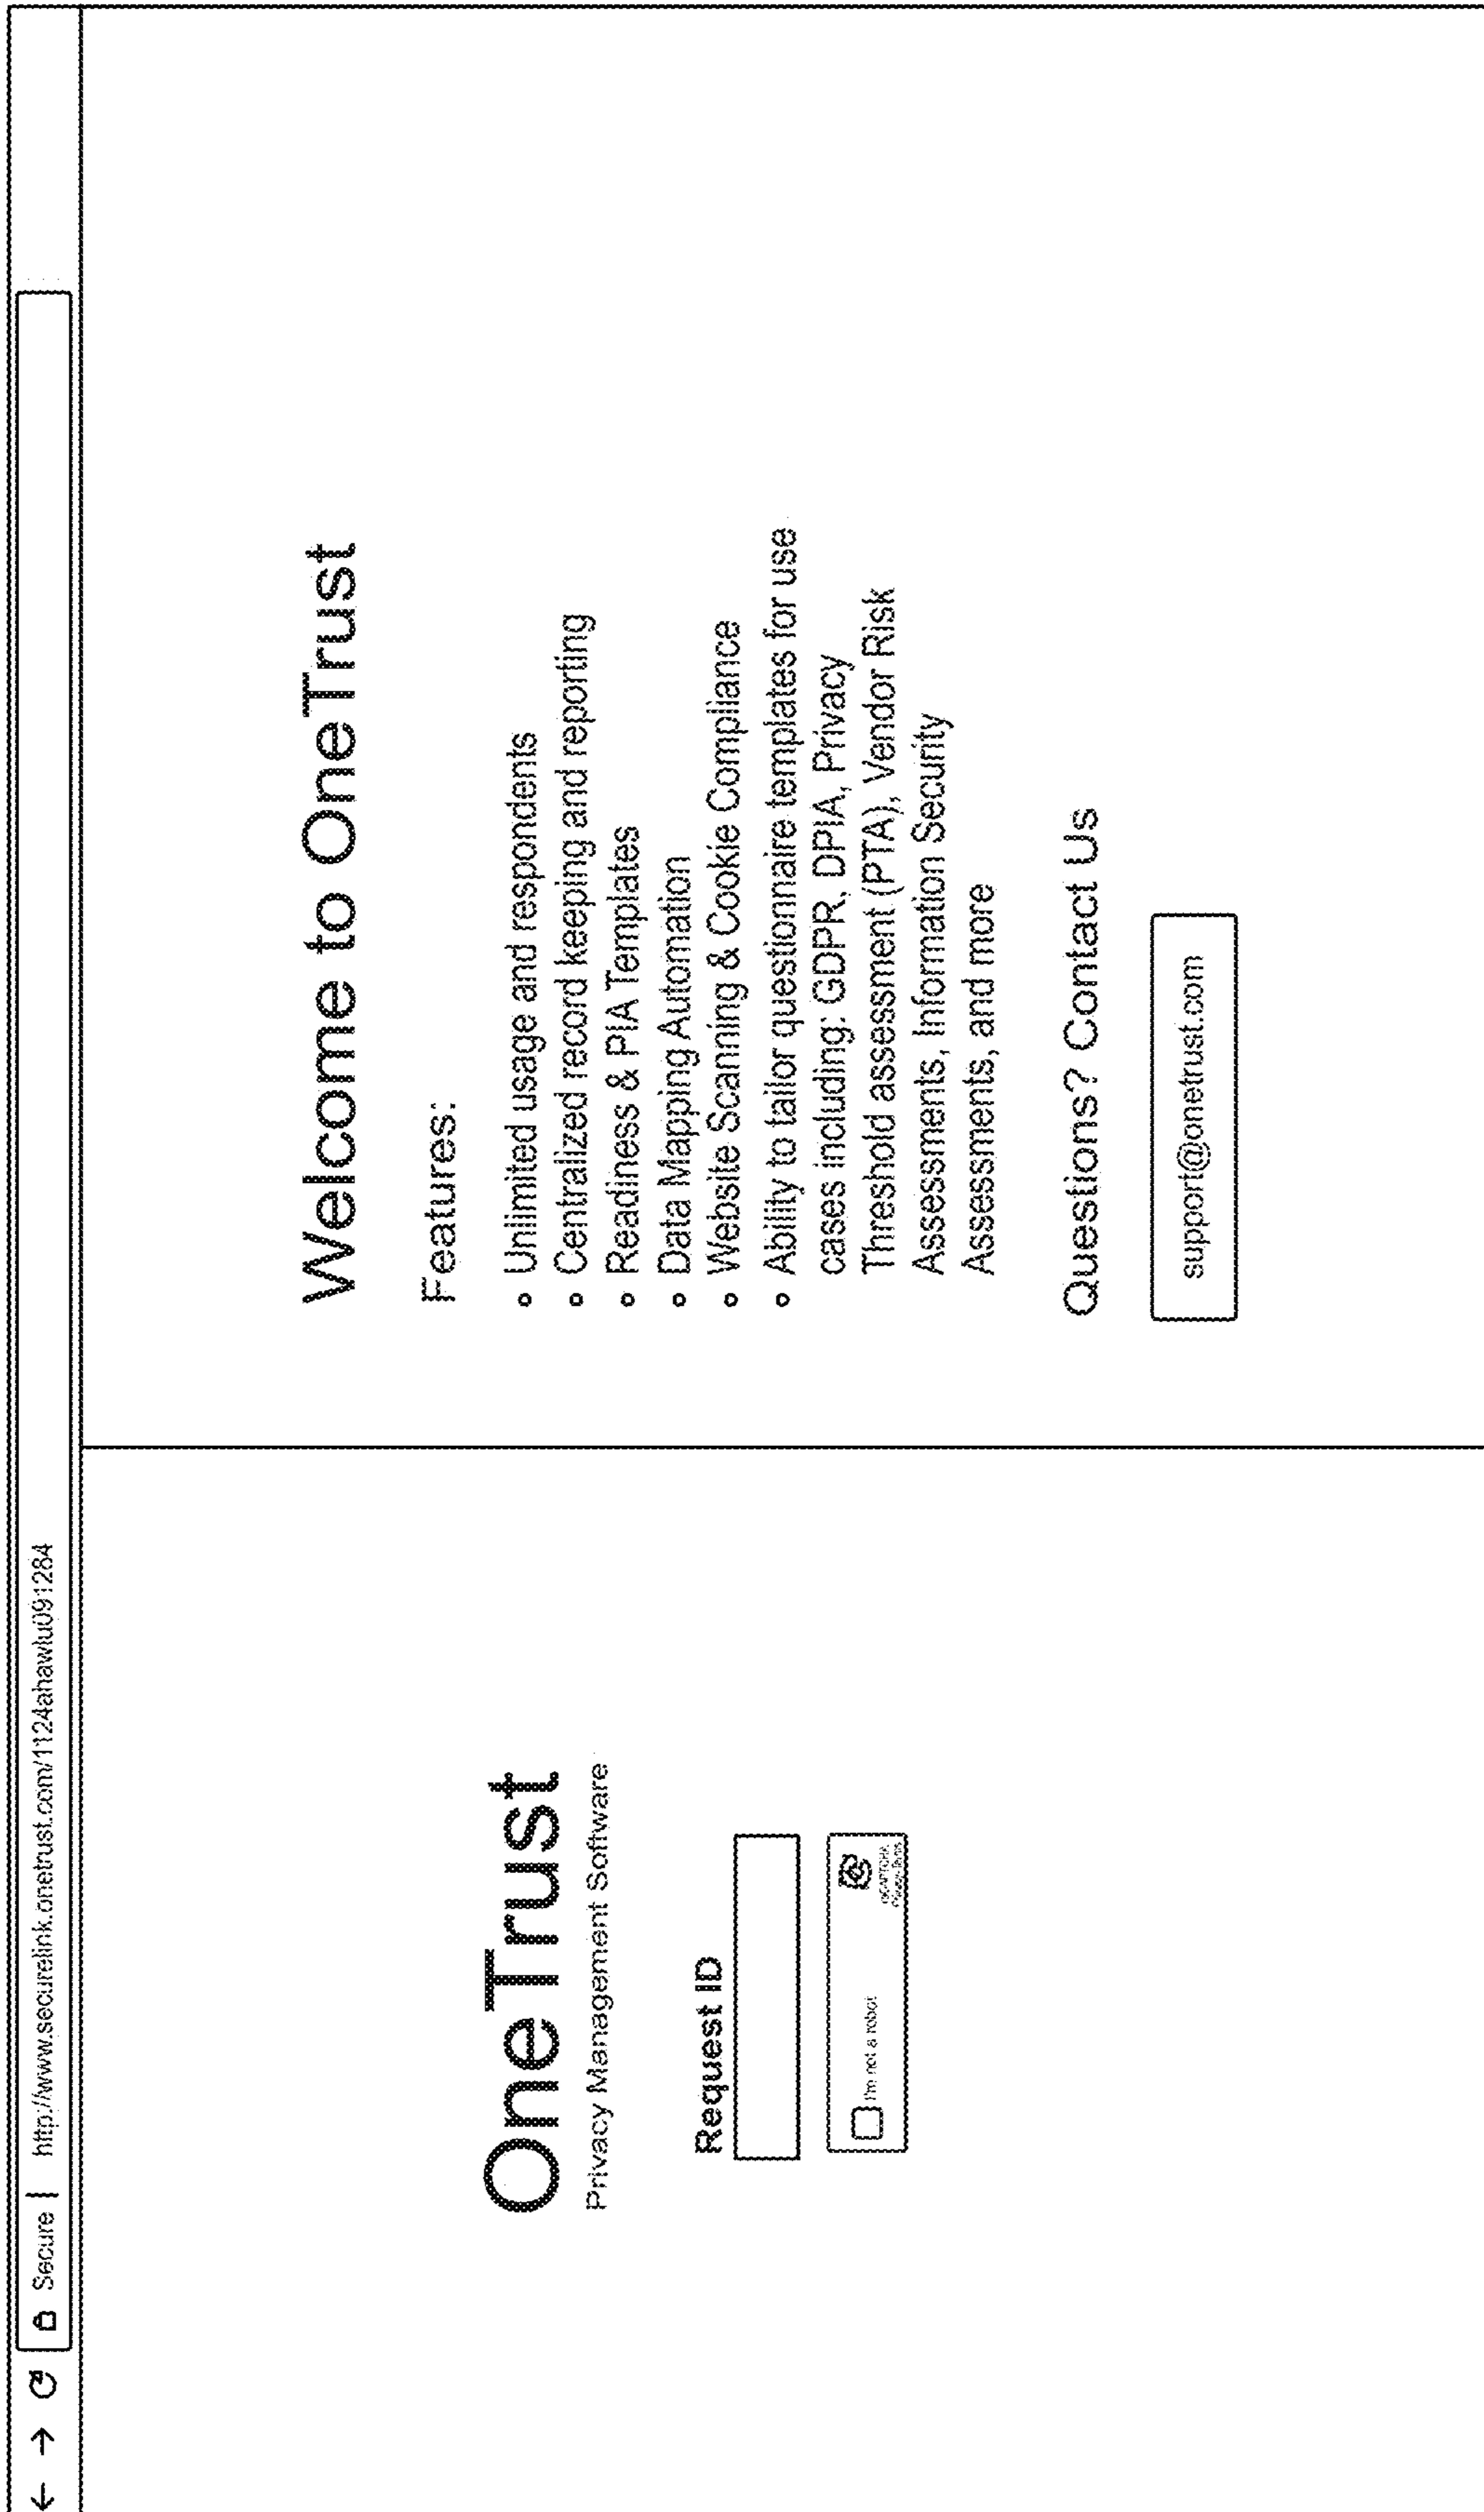 Secure | http://www.securelink.onetrust.com/1124ahawlu091284
OneTrust
Privacy Management Software
Request ID
I'm not a robot
Welcome to OneTrust
Features:
Unlimited usage and respondents
Centralized record keeping and reporting
Readiness & PIA Templates
Data Mapping Automation
Website Scanning & Cookie Compliance
Ability to tailor questionnaire templates for use
cases including: GDPR, DPIA, Privacy
Threshold assessment (PTA), Vendor Risk
Assessments, Information Security
Assessments, and more
Questions? Contact Us
support@onetrust.com